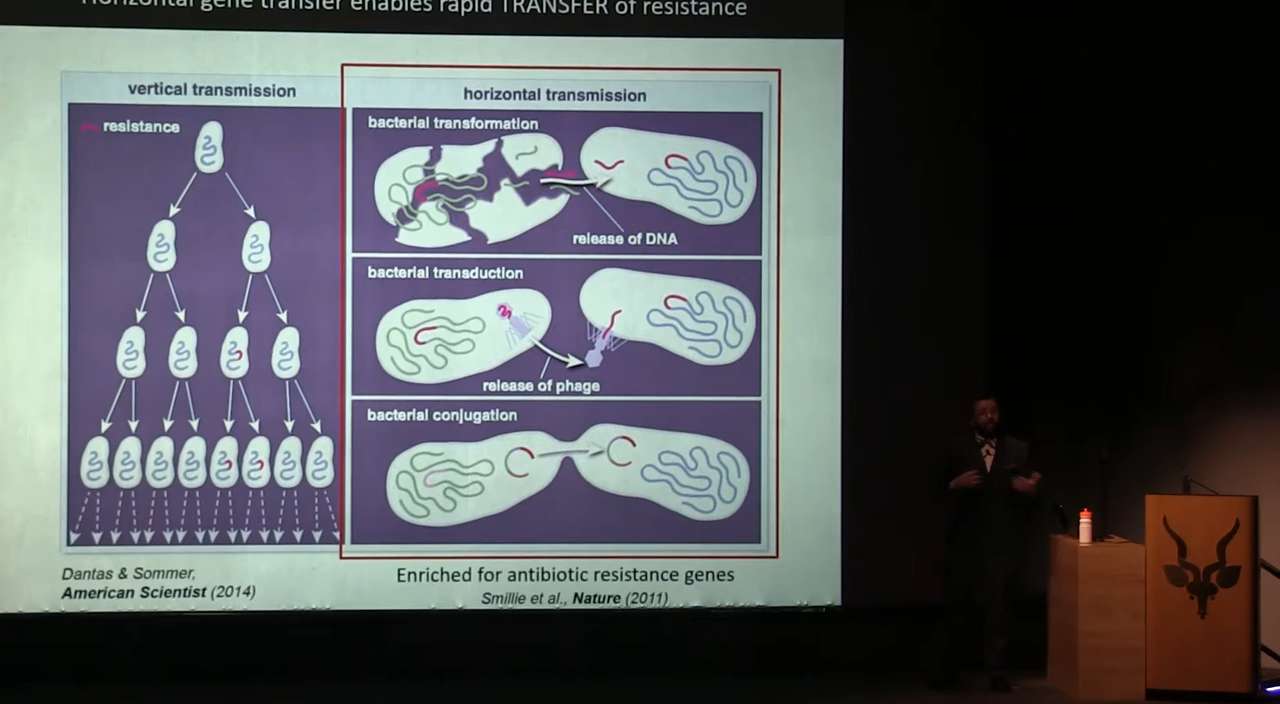 Horizontal gene transfer enables rapid TRANSFER of resistance
vertical transmission
resistance
horizontal transmission
bacterial transformation
release of DNA
bacterial transduction
release of phage
bacterial conjugation
Dantas & Sommer,
American Scientist (2014)
Enriched for antibiotic resistance genes
Smillie et al., Nature (2011)